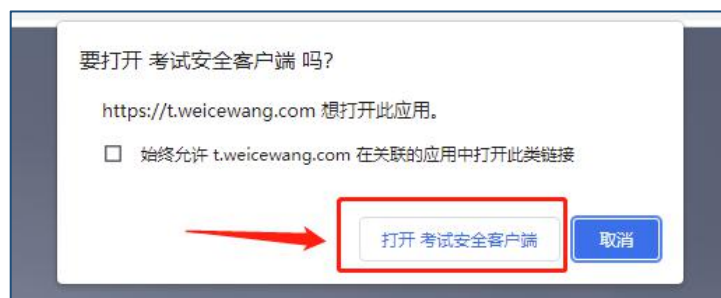 要打开 考试安全客户端 吗?
https://t.weicewang.com 想打开此应用。
始终允许 t.weicewang.com 在关联的应用中打开此类链接
打开 考试安全客户端
取消